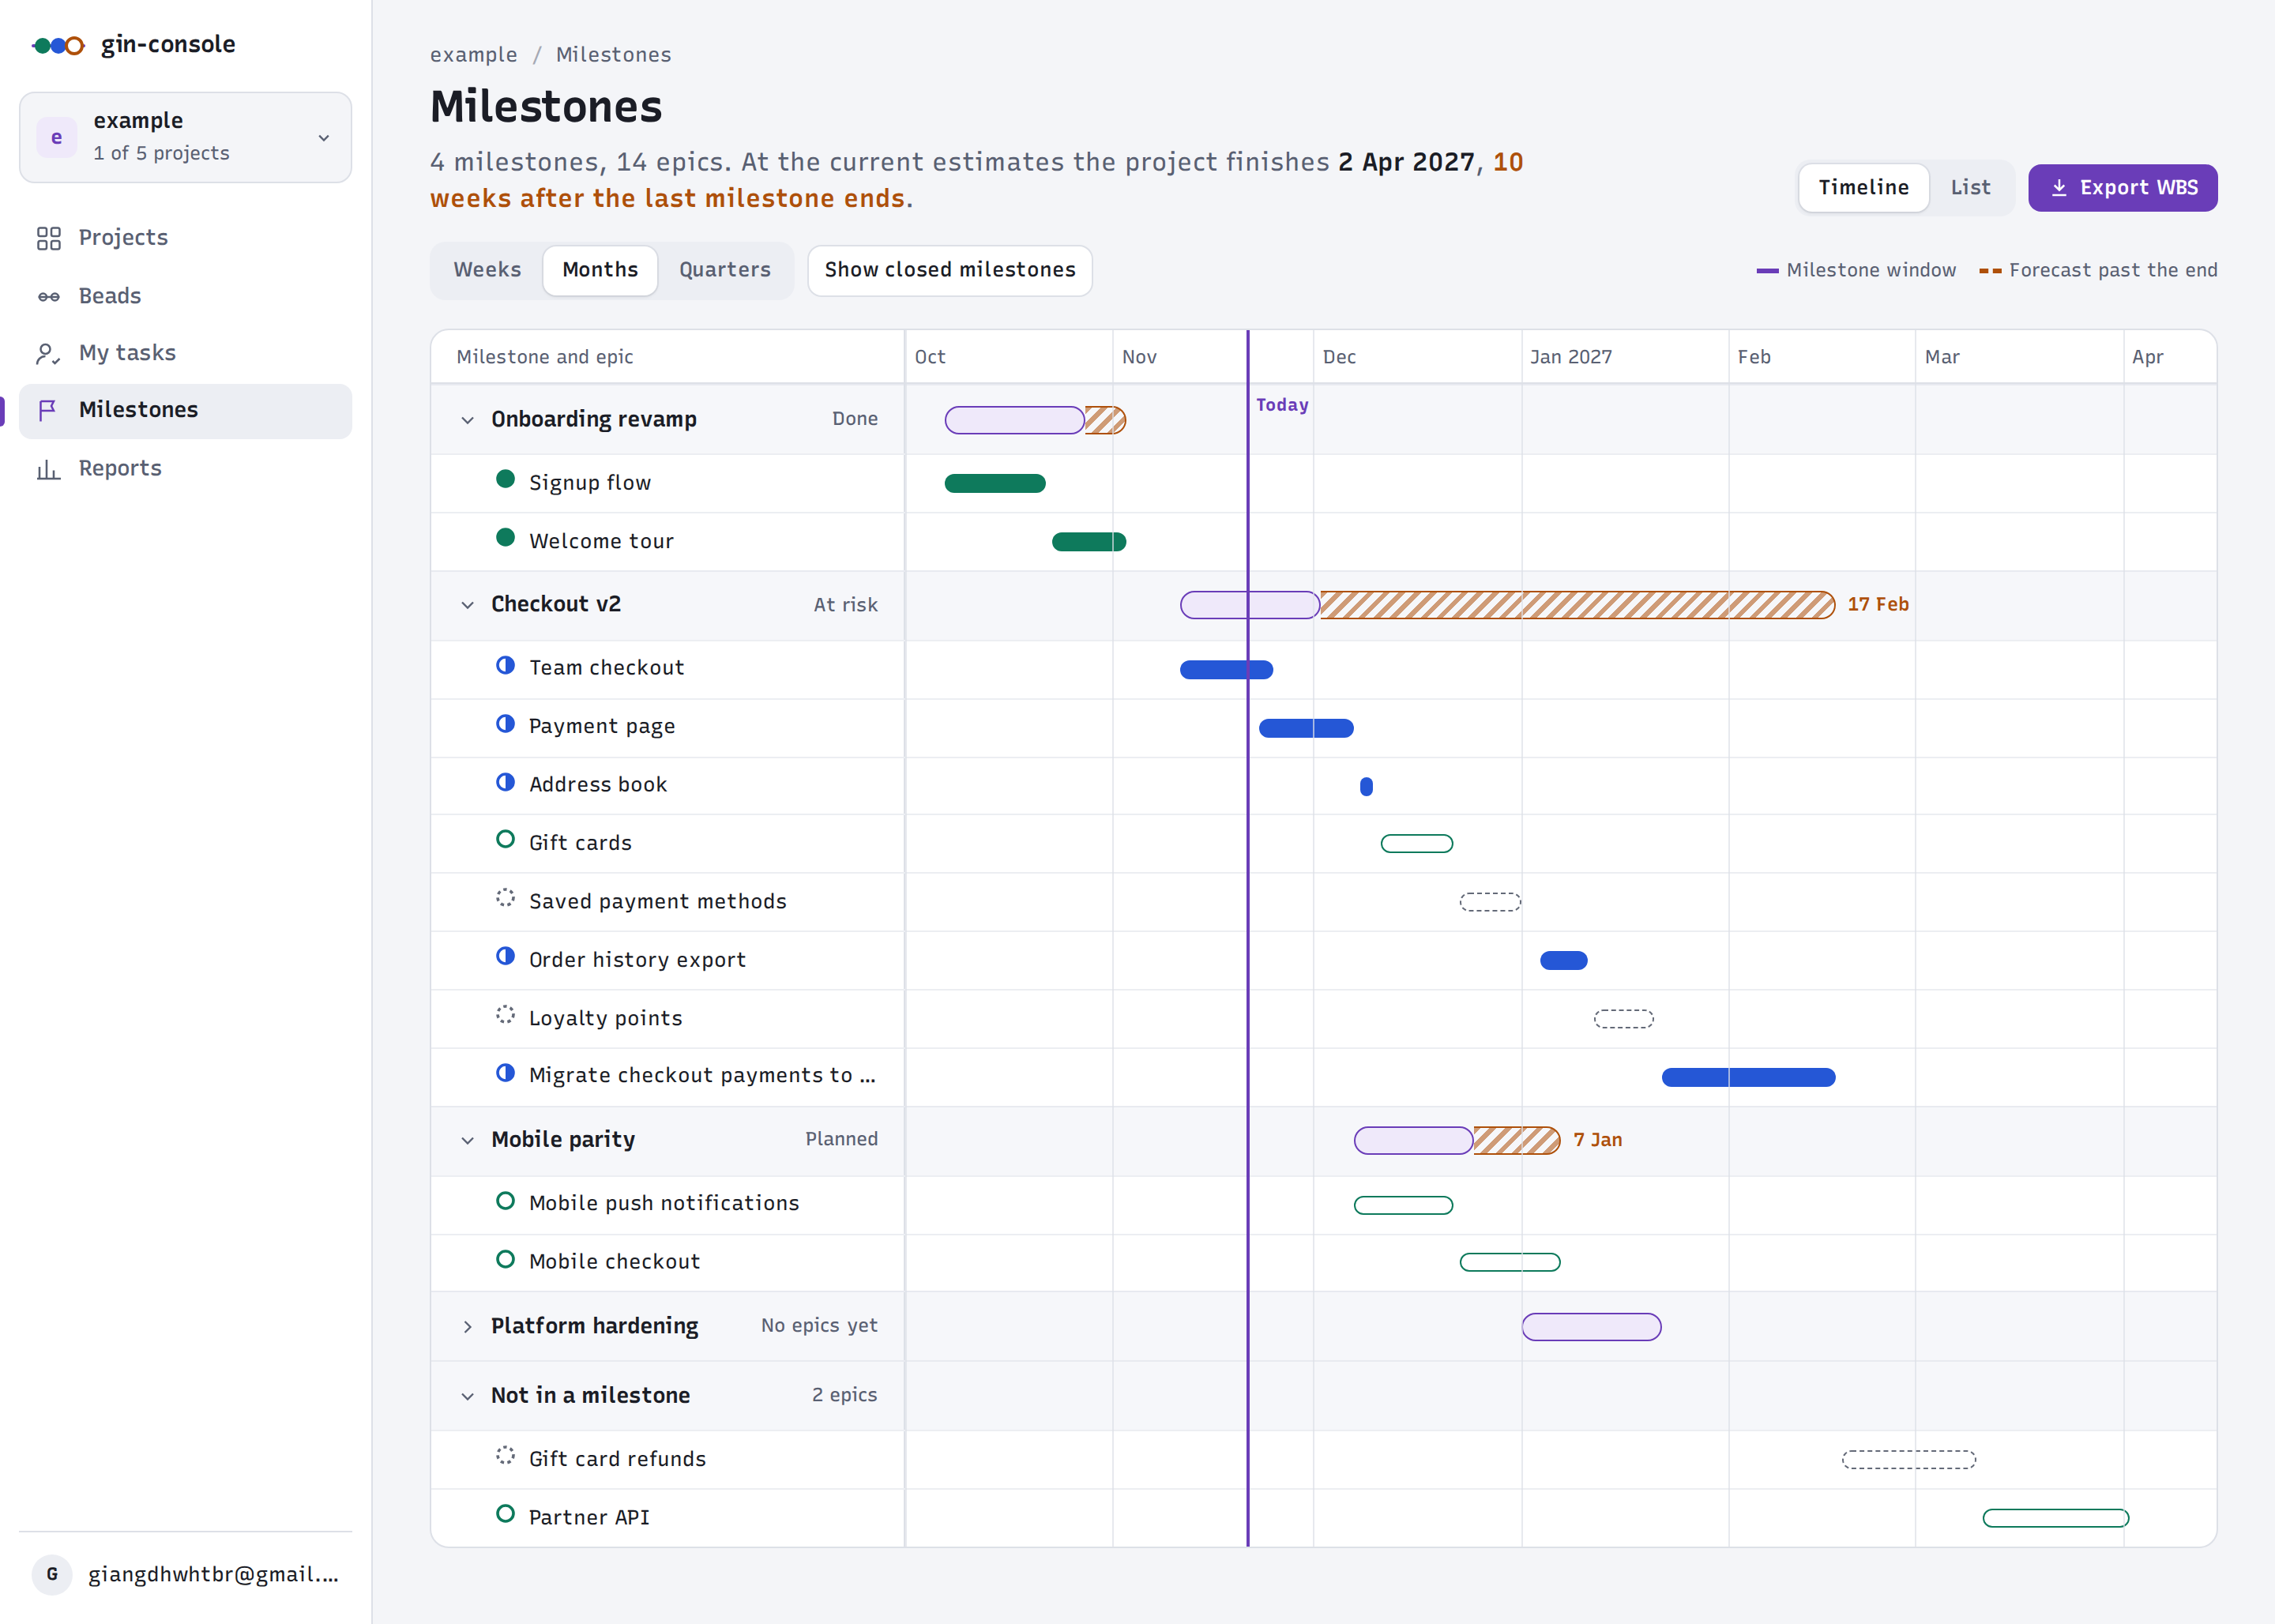 gin-console
e
example
1 of 5 projects
Projects
Beads
My tasks
Milestones
Reports
G
giangdhwhtbr@gmail....
example / Milestones
Milestones
4 milestones, 14 epics. At the current estimates the project finishes 2 Apr 2027, 10
weeks after the last milestone ends.
Timeline
List
Export WBS
Weeks
Months
Quarters
Show closed milestones
Milestone window
Forecast past the end
Milestone and epic
Oct
Nov
Dec
Jan 2027
Feb
Mar
Apr
Today
Onboarding revamp
Done
Signup flow
Welcome tour
Checkout v2
At risk
17 Feb
Team checkout
Payment page
Address book
Gift cards
Saved payment methods
Order history export
Loyalty points
Migrate checkout payments to ...
Mobile parity
Planned
7 Jan
Mobile push notifications
Mobile checkout
Platform hardening
No epics yet
Not in a milestone
2 epics
Gift card refunds
Partner API